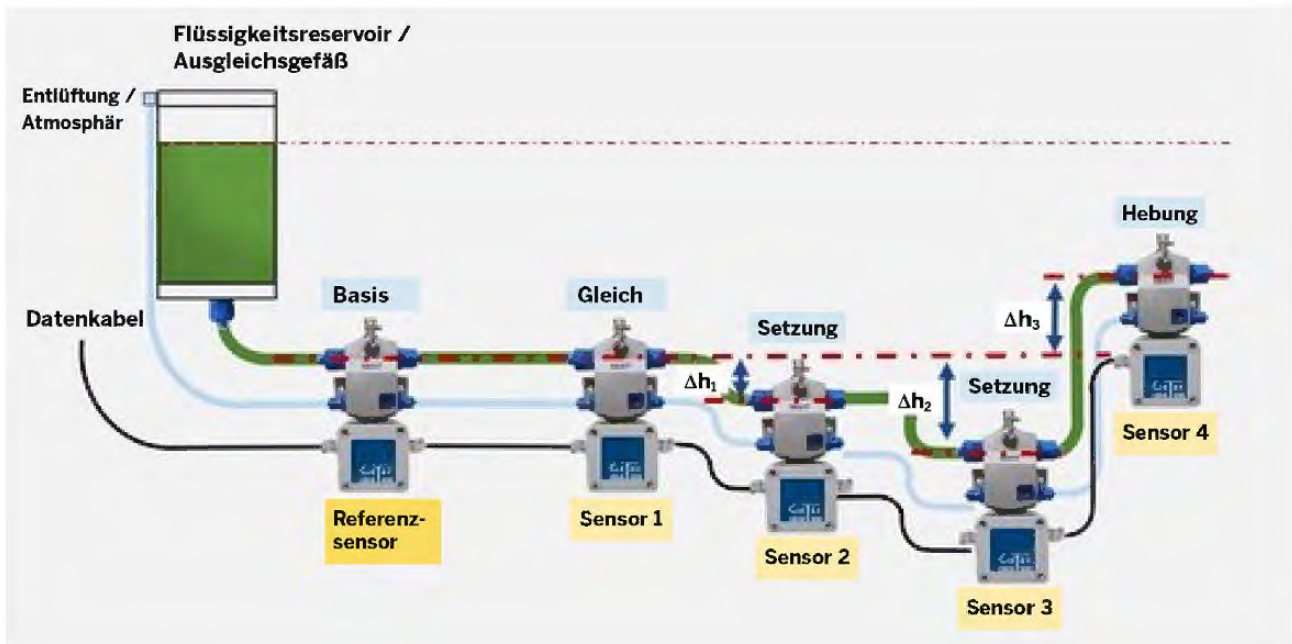 Flüssigkeitsreservoir /
Ausgleichsgefäß
Entlüftung /
Atmosphär
Hebung
Basis
Gleich
Datenkabel
Setzung
Δh₃
Δh₁
Setzung
Δh₂
Sensor 4
Referenz-
sensor
Sensor 1
Sensor 2
Sensor 3